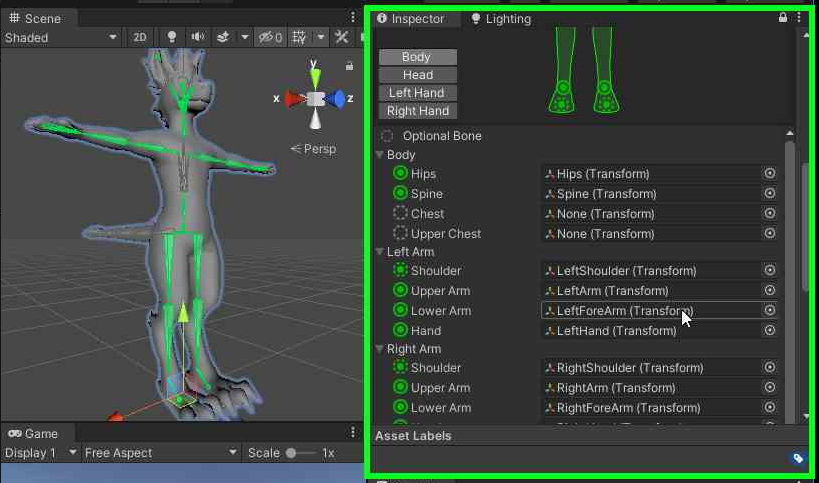 Scene
Shaded
2D
0
y
x
z
Persp
Game
Display 1
Free Aspect
Scale
1x
Inspector
Lighting
Body
Head
Left Hand
Right Hand
Optional Bone
Body
Hips
Hips (Transform)
Spine
Spine (Transform)
Chest
None (Transform)
Upper Chest
None (Transform)
Left Arm
Shoulder
LeftShoulder (Transform)
Upper Arm
LeftArm (Transform)
Lower Arm
LeftForeArm (Transform)
Hand
LeftHand (Transform)
Right Arm
Shoulder
RightShoulder (Transform)
Upper Arm
RightArm (Transform)
Lower Arm
RightForeArm (Transform)
Asset Labels